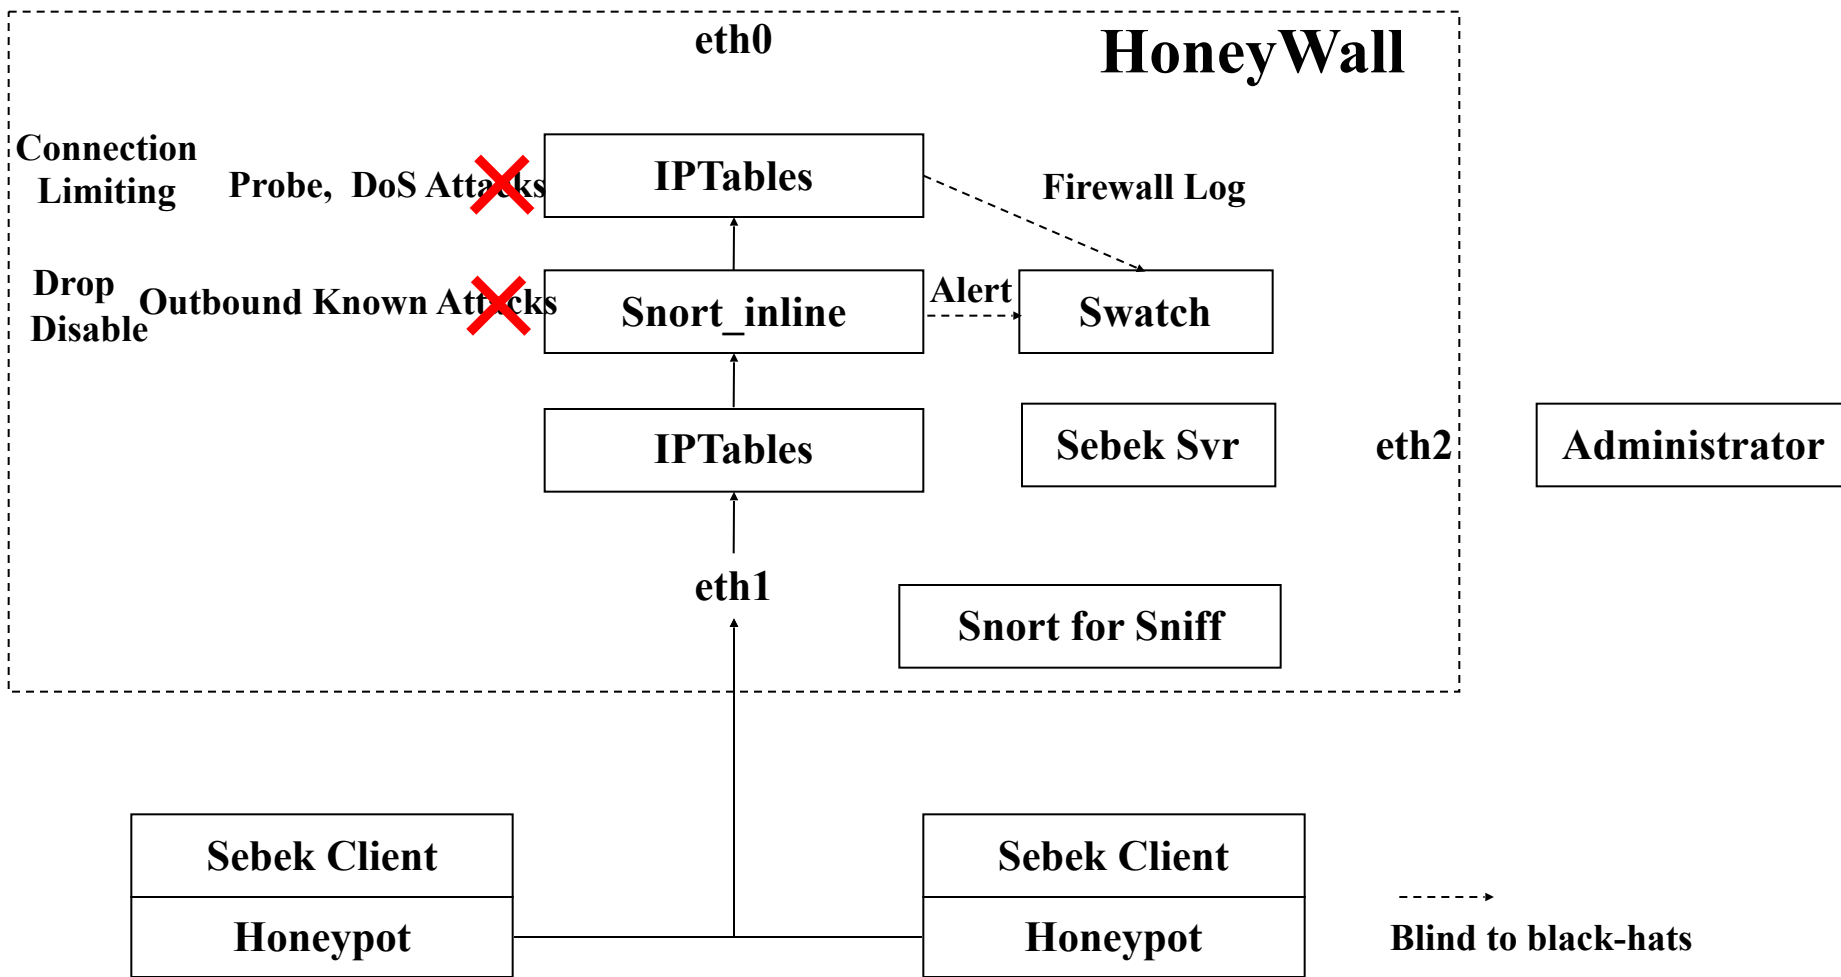 eth0
HoneyWall
Connection
Limiting
Probe, DoS Attacks
IPTables
Firewall Log
Drop
Disable
Outbound Known Attacks
Snort_inline
Alert
Swatch
IPTables
Sebek Svr
eth2
Administrator
eth1
Snort for Sniff
Sebek Client
Honeypot
Sebek Client
Honeypot
Blind to black-hats